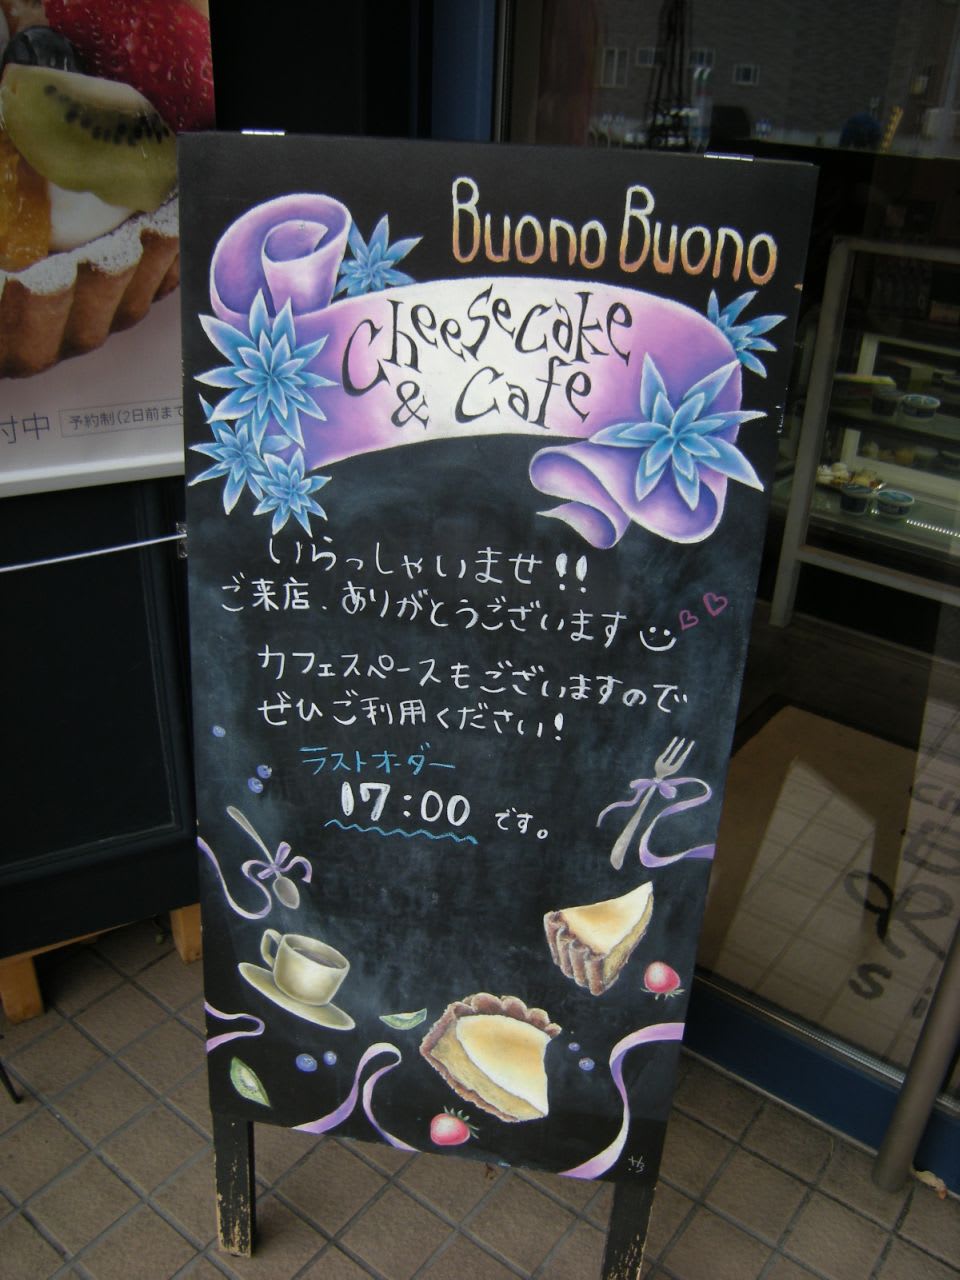 Buono Buono
Cheesecake
& Cafe
いらっしゃいませ!!
ご来店、ありがとうございます
カフェスペースもございますので
ぜひご利用ください!
ラストオーダー
17:00 です。
付中
予約制(2日前まで